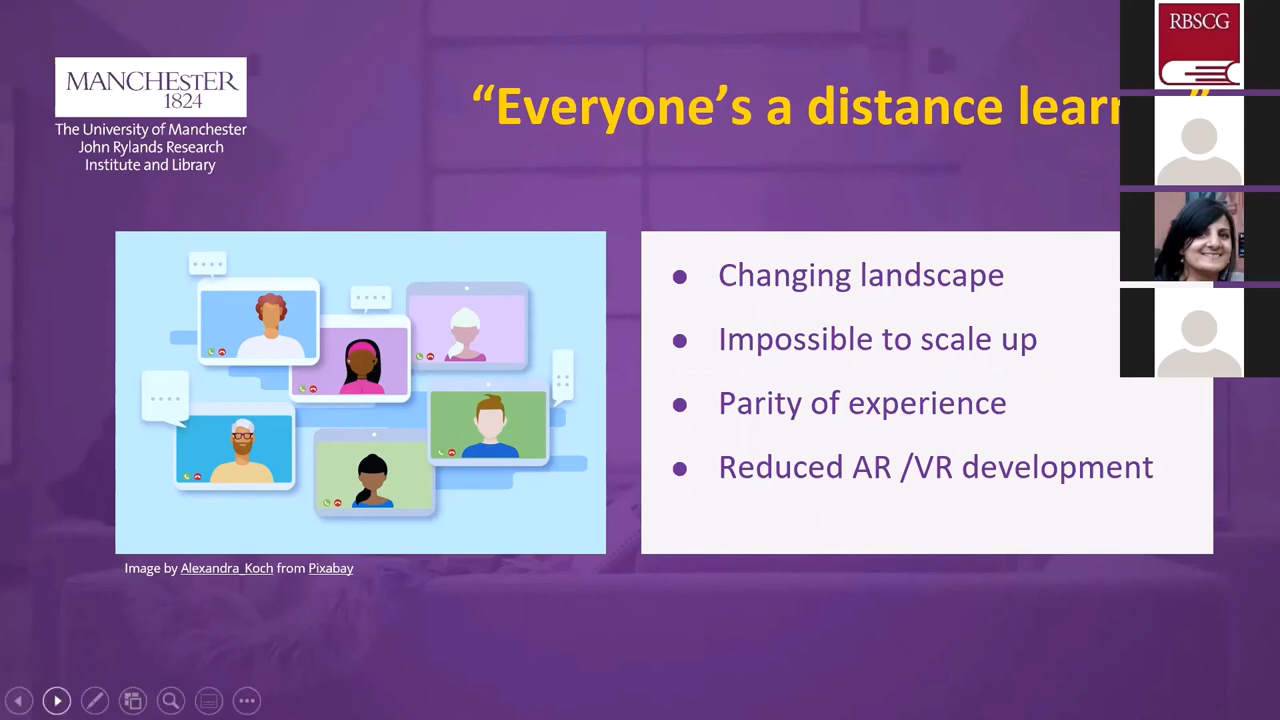 RBSCG
MANCHESTER
1824
The University of Manchester
John Rylands Research
Institute and Library
“Everyone’s a distance
● Changing landscape
● Impossible to scale up
● Parity of experience
● Reduced AR /VR development
Image by Alexandra_Koch from Pixabay